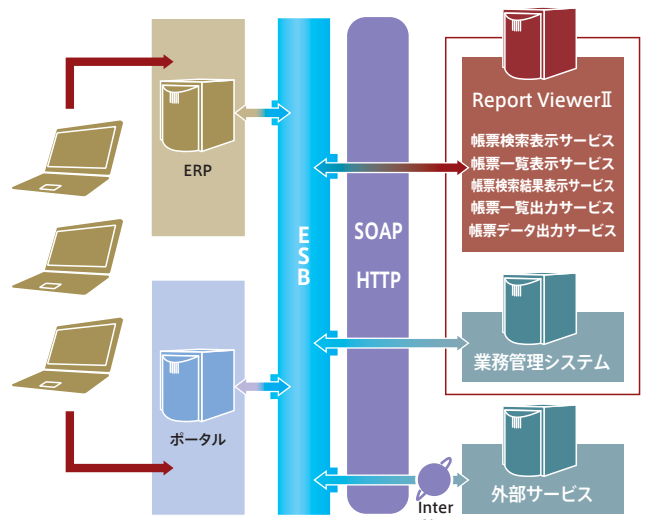 ERP
ポータル
ESB
SOAP
HTTP
Report ViewerⅡ
帳票検索表示サービス
帳票一覧表示サービス
帳票検索結果表示サービス
帳票一覧出力サービス
帳票データ出力サービス
業務管理システム
外部サービス
Inter